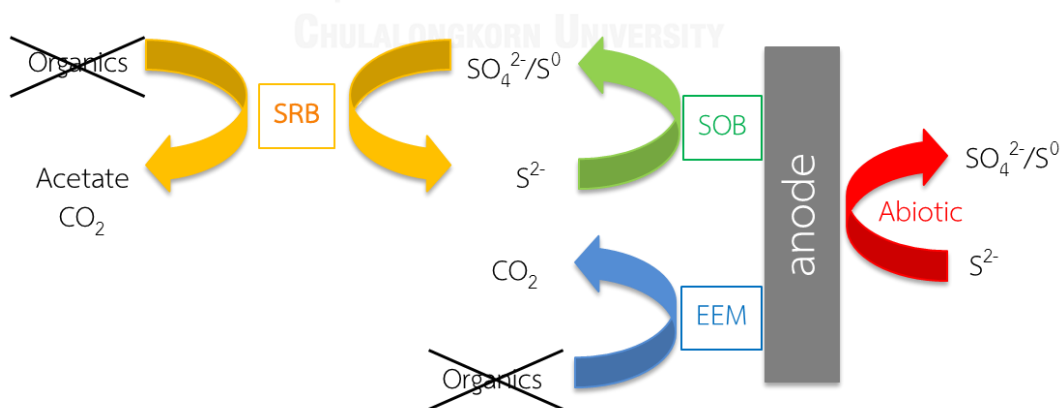 CHULALONGKORN UNIVERSITY
Organics
SRB
SO₄²⁻/S⁰
SOB
Acetate
CO₂
S²⁻
anode
SO₄²⁻/S⁰
Abiotic
S²⁻
CO₂
EEM
Organics